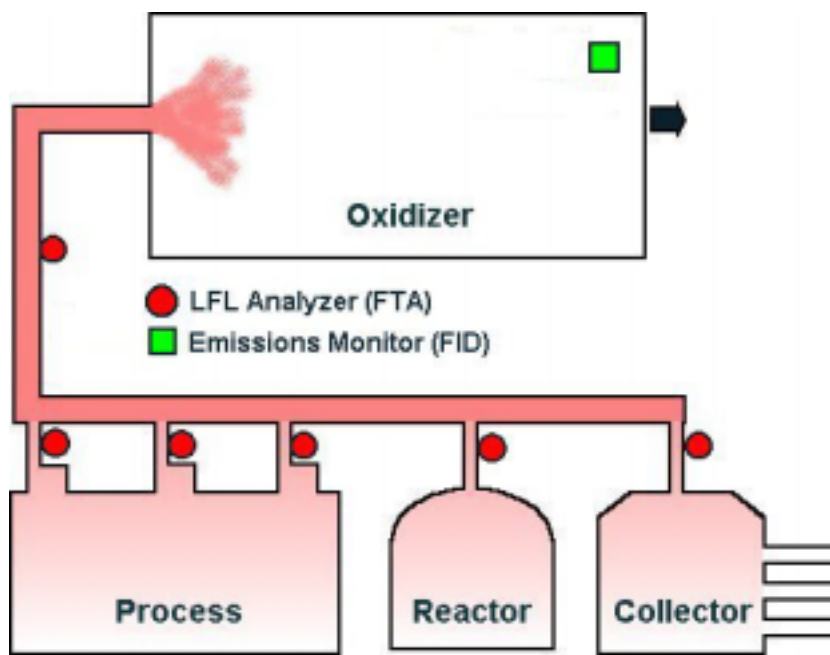 Oxidizer
LFL Analyzer (FTA)
Emissions Monitor (FID)
Process
Reactor
Collector